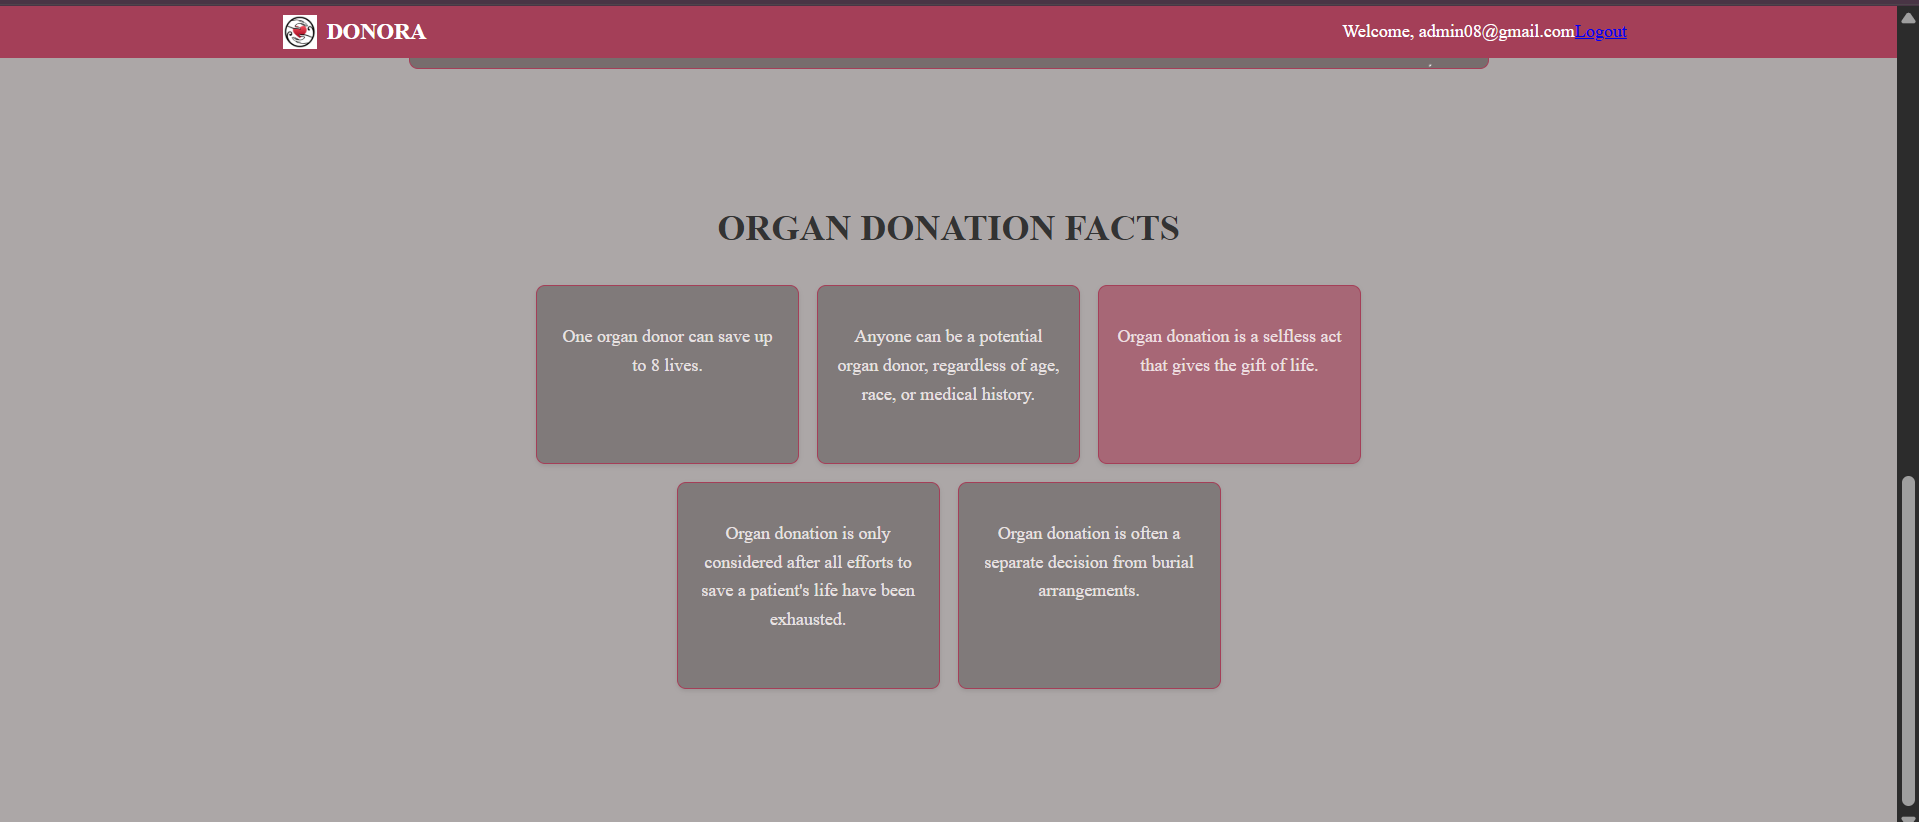 DONORA
Welcome, admin08@gmail.comLogout
ORGAN DONATION FACTS
One organ donor can save up
to 8 lives.
Anyone can be a potential
organ donor, regardless of age,
race, or medical history.
Organ donation is a selfless act
that gives the gift of life.
Organ donation is only
considered after all efforts to
save a patient's life have been
exhausted.
Organ donation is often a
separate decision from burial
arrangements.